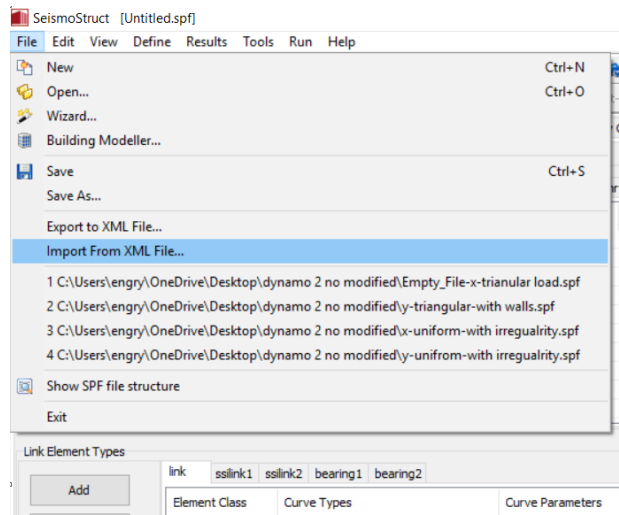 SeismoStruct [Untitled.spf]
File Edit View Define Results Tools Run Help
New Ctrl+N
Open... Ctrl+O
Wizard...
Building Modeller...
Save Ctrl+S
Save As...
Export to XML File...
Import From XML File...
1 C:\Users\engry\OneDrive\Desktop\dynamo 2 no modified\Empty_File-x-trianular load.spf
2 C:\Users\engry\OneDrive\Desktop\dynamo 2 no modified\y-triangular-with walls.spf
3 C:\Users\engry\OneDrive\Desktop\dynamo 2 no modified\x-uniform-with irregualrity.spf
4 C:\Users\engry\OneDrive\Desktop\dynamo 2 no modified\y-unifrom-with irregualrity.spf
Show SPF file structure
Exit
Link Element Types
link ssilink1 ssilink2 bearing1 bearing2
Add
Element Class Curve Types Curve Parameters